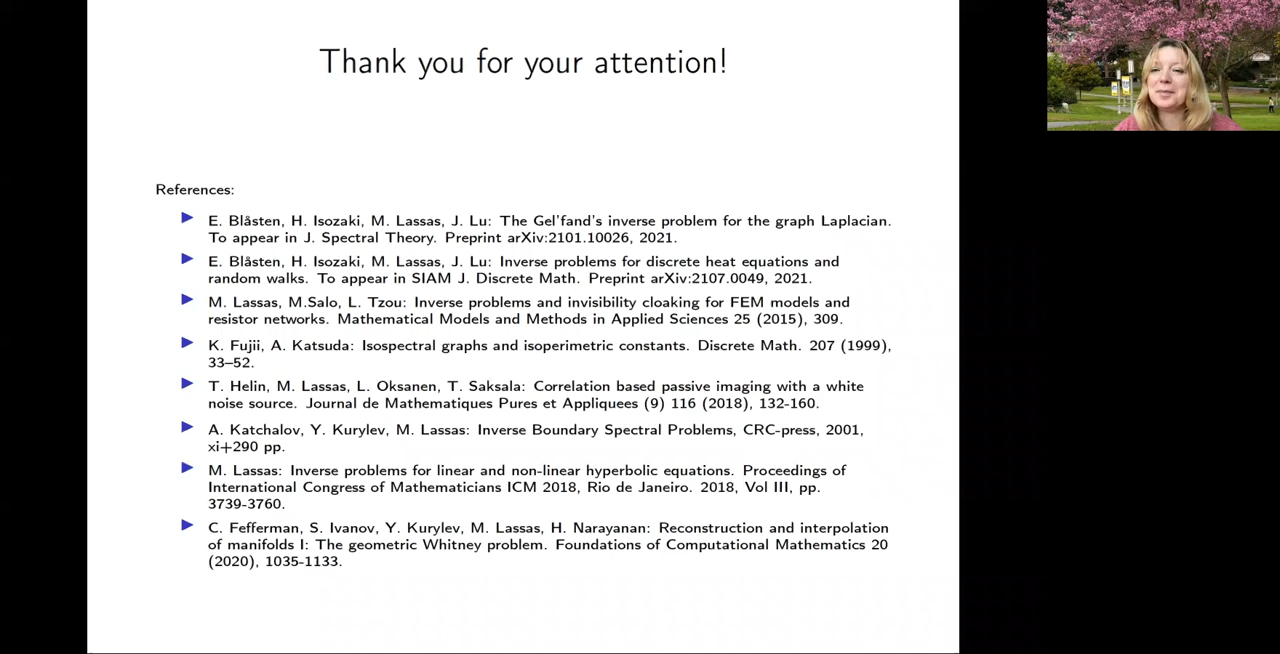 Thank you for your attention!
References:
E. Blåsten, H. Isozaki, M. Lassas, J. Lu: The Gel'fand's inverse problem for the graph Laplacian.
To appear in J. Spectral Theory. Preprint arXiv:2101.10026, 2021.
E. Blåsten, H. Isozaki, M. Lassas, J. Lu: Inverse problems for discrete heat equations and
random walks. To appear in SIAM J. Discrete Math. Preprint arXiv:2107.0049, 2021.
M. Lassas, M.Salo, L. Tzou: Inverse problems and invisibility cloaking for FEM models and
resistor networks. Mathematical Models and Methods in Applied Sciences 25 (2015), 309.
K. Fujii, A. Katsuda: Isospectral graphs and isoperimetric constants. Discrete Math. 207 (1999),
33–52.
T. Helin, M. Lassas, L. Oksanen, T. Saksala: Correlation based passive imaging with a white
noise source. Journal de Mathematiques Pures et Appliquees (9) 116 (2018), 132-160.
A. Katchalov, Y. Kurylev, M. Lassas: Inverse Boundary Spectral Problems, CRC-press, 2001,
xi+290 pp.
M. Lassas: Inverse problems for linear and non-linear hyperbolic equations. Proceedings of
International Congress of Mathematicians ICM 2018, Rio de Janeiro. 2018, Vol III, pp.
3739-3760.
C. Fefferman, S. Ivanov, Y. Kurylev, M. Lassas, H. Narayanan: Reconstruction and interpolation
of manifolds I: The geometric Whitney problem. Foundations of Computational Mathematics 20
(2020), 1035-1133.